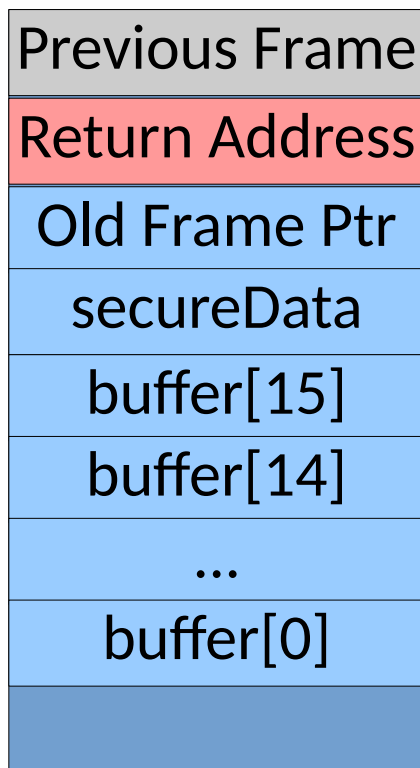 Previous Frame
Return Address
Old Frame Ptr
secureData
buffer[15]
buffer[14]
...
buffer[0]